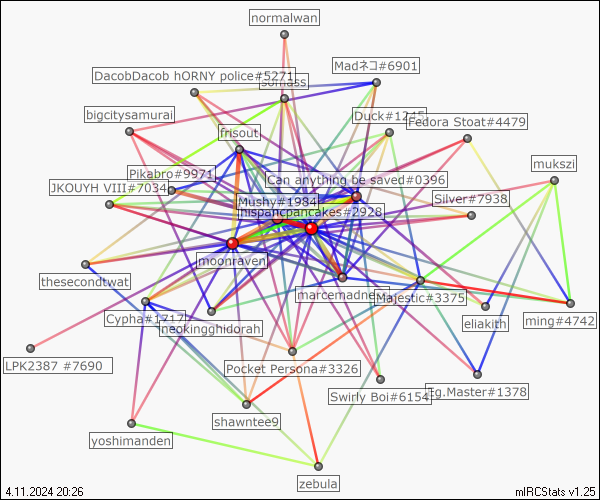 normalwan
Madネコ#6901
DacobDacob hORNY police#5271
bigcitysamurai
Duck#1245
Fedora Stoat#4479
frisout
mukszi
Pikabro#9971
Can anything be saved#0396
JKOUYH VIII#7034
Mushy#1984
Silver#7938
hispancpancakes#2928
moonraven
thesecondtwat
marcemadnes
Majestic#3375
Cypha#1717
neokingghidorah
eliakith
ming#4742
LPK2387 #7690
Pocket Persona#3326
Swirly Boi#6154
Eg.Master#1378
shawntee9
yoshimanden
zebula
4.11.2024 20:26
mIRCStats v1.25